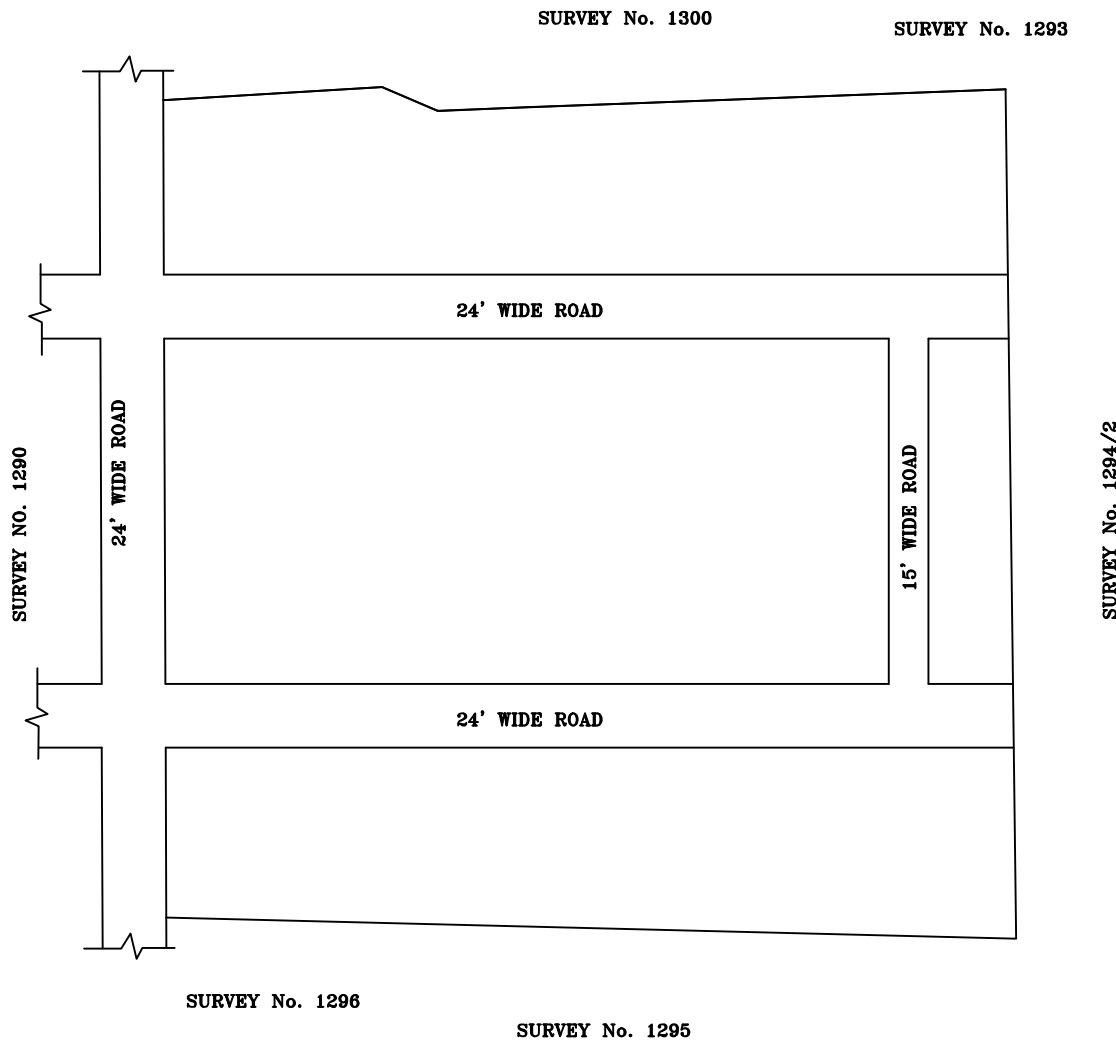 SURVEY No. 1300
SURVEY No. 1293
24' WIDE ROAD
24' WIDE ROAD
SURVEY NO. 1290
15' WIDE ROAD
SURVEY No. 1294/2
24' WIDE ROAD
SURVEY No. 1296
SURVEY No. 1295